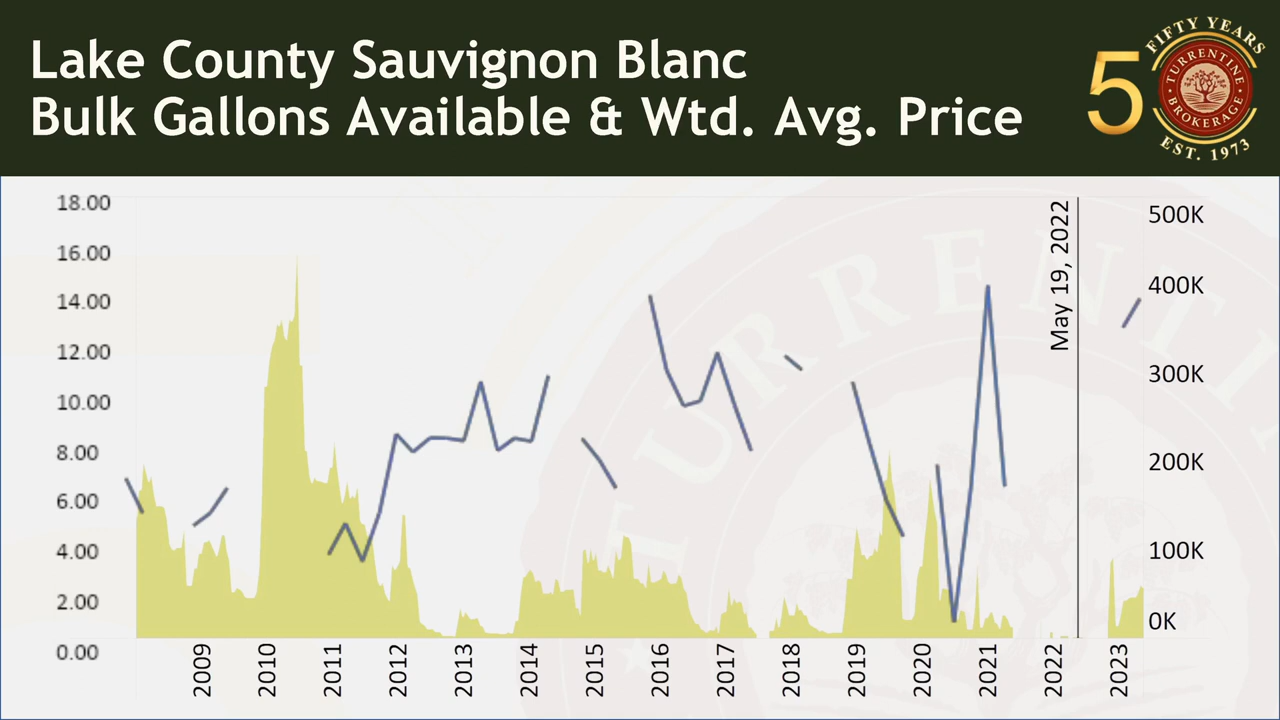 Lake County Sauvignon Blanc
Bulk Gallons Available & Wtd. Avg. Price
50
FIFTY YEARS
TURRENTINE
BROKERAGE
EST. 1973
18.00
16.00
14.00
12.00
10.00
8.00
6.00
4.00
2.00
0.00
May 19, 2022
500K
400K
300K
200K
100K
0K
2009
2010
2011
2012
2013
2014
2015
2016
2017
2018
2019
2020
2021
2022
2023
TURRENTI